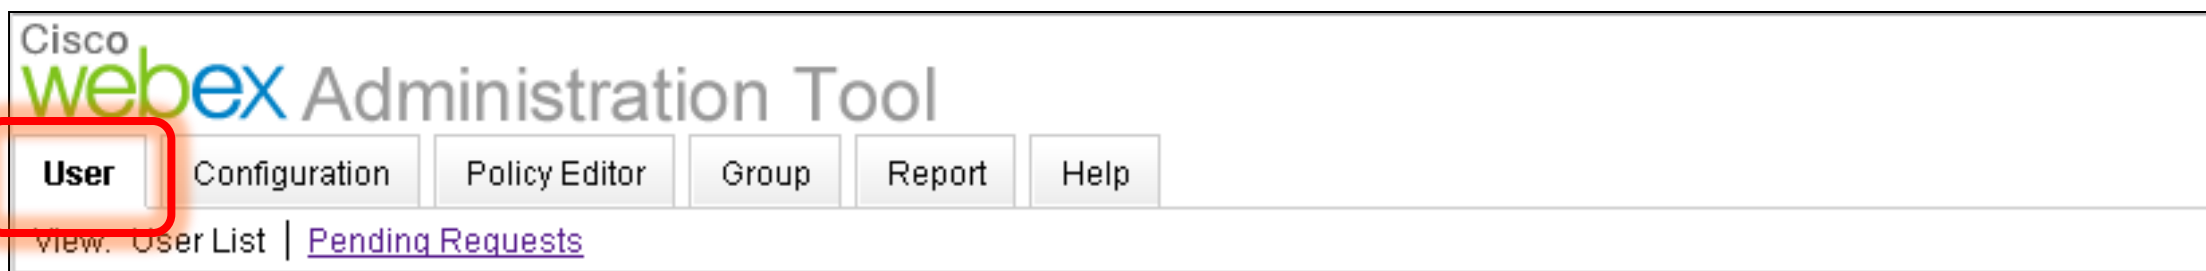 Cisco
webex Administration Tool
User Configuration Policy Editor Group Report Help
View: User List | Pending Requests